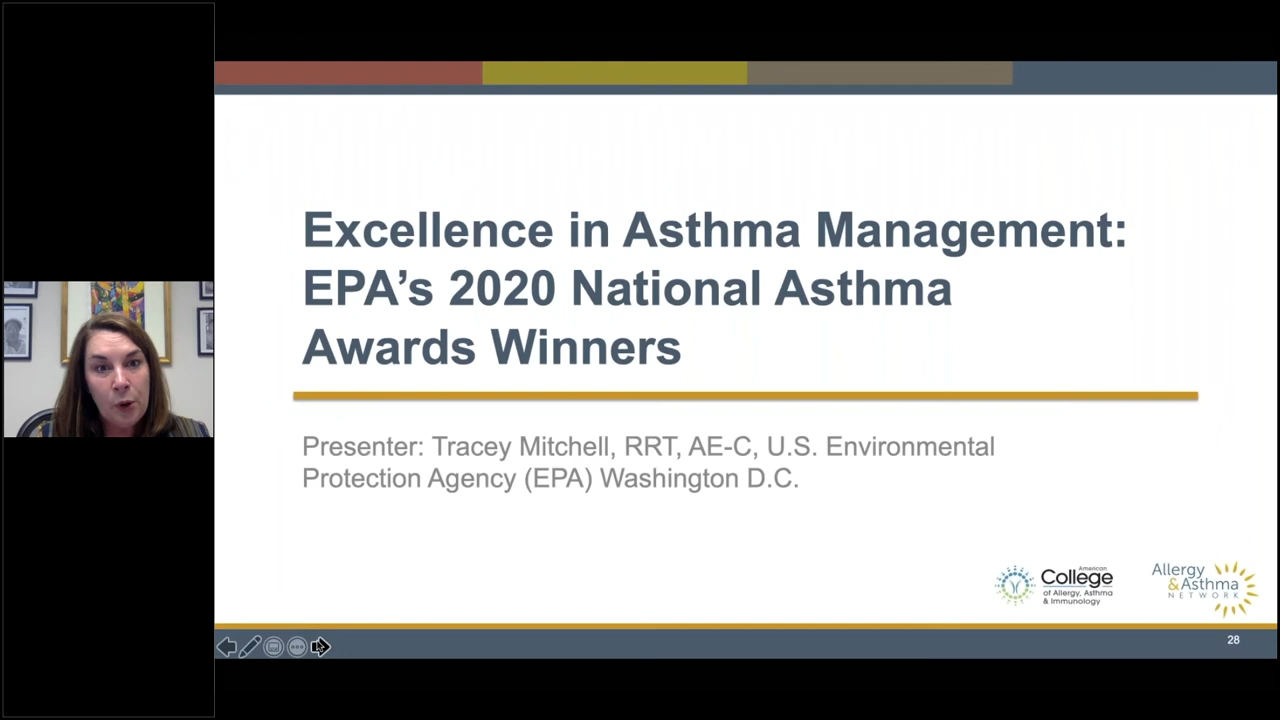 Excellence in Asthma Management:
EPA's 2020 National Asthma
Awards Winners
Presenter: Tracey Mitchell, RRT, AE-C, U.S. Environmental
Protection Agency (EPA) Washington D.C.
American
College
of Allergy, Asthma
& Immunology
Allergy
& Asthma
NETWORK
28